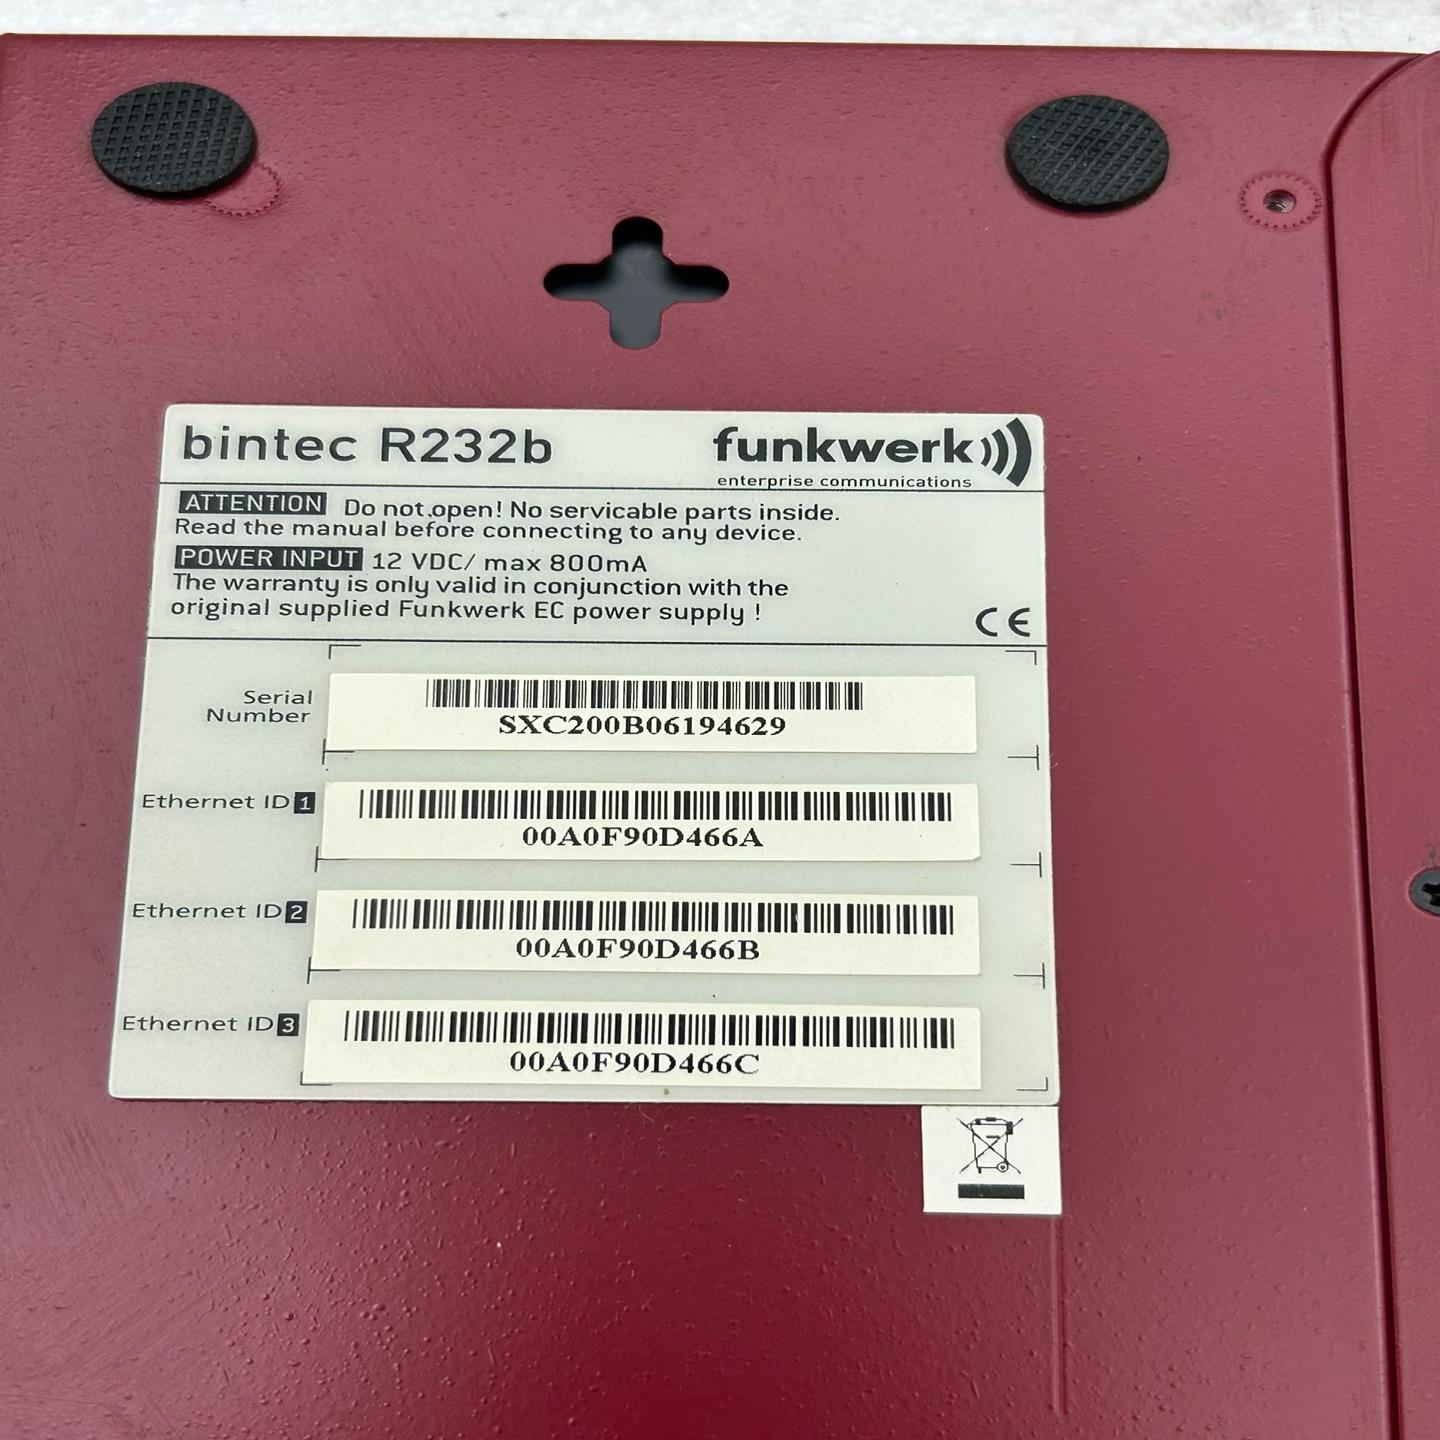 bintec R232b
funkwerk
enterprise communications
ATTENTION Do not open! No servicable parts inside.
Read the manual before connecting to any device.
POWER INPUT 12 VDC/ max 800mA
The warranty is only valid in conjunction with the
original supplied Funkwerk EC power supply !
CE
Serial
Number
SXC200B06194629
Ethernet ID 1
00A0F90D466A
Ethernet ID 2
00A0F90D466B
Ethernet ID 3
00A0F90D466C